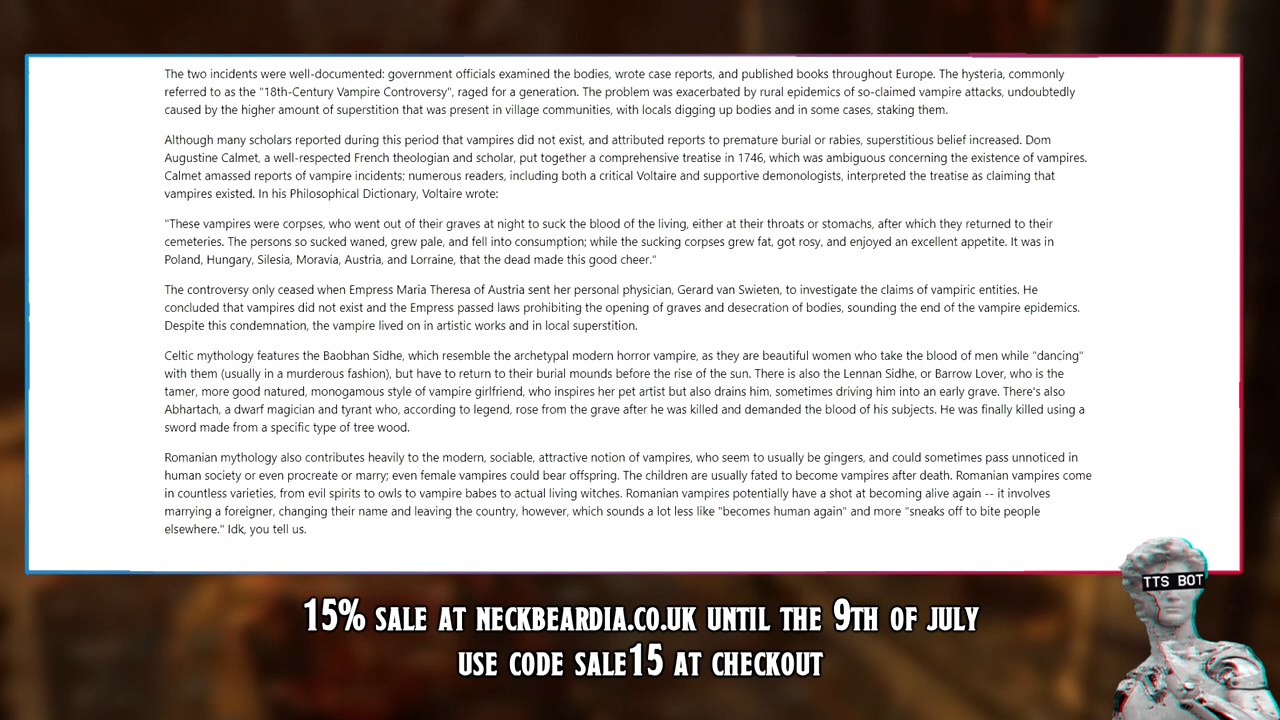 The two incidents were well-documented: government officials examined the bodies, wrote case reports, and published books throughout Europe. The hysteria, commonly
referred to as the "18th-Century Vampire Controversy", raged for a generation. The problem was exacerbated by rural epidemics of so-claimed vampire attacks, undoubtedly
caused by the higher amount of superstition that was present in village communities, with locals digging up bodies and in some cases, staking them.
Although many scholars reported during this period that vampires did not exist, and attributed reports to premature burial or rabies, superstitious belief increased. Dom
Augustine Calmet, a well-respected French theologian and scholar, put together a comprehensive treatise in 1746, which was ambiguous concerning the existence of vampires.
Calmet amassed reports of vampire incidents; numerous readers, including both a critical Voltaire and supportive demonologists, interpreted the treatise as claiming that
vampires existed. In his Philosophical Dictionary, Voltaire wrote:
"These vampires were corpses, who went out of their graves at night to suck the blood of the living, either at their throats or stomachs, after which they returned to their
cemeteries. The persons so sucked waned, grew pale, and fell into consumption; while the sucking corpses grew fat, got rosy, and enjoyed an excellent appetite. It was in
Poland, Hungary, Silesia, Moravia, Austria, and Lorraine, that the dead made this good cheer."
The controversy only ceased when Empress Maria Theresa of Austria sent her personal physician, Gerard van Swieten, to investigate the claims of vampiric entities. He
concluded that vampires did not exist and the Empress passed laws prohibiting the opening of graves and desecration of bodies, sounding the end of the vampire epidemics.
Despite this condemnation, the vampire lived on in artistic works and in local superstition.
Celtic mythology features the Baobhan Sidhe, which resemble the archetypal modern horror vampire, as they are beautiful women who take the blood of men while "dancing"
with them (usually in a murderous fashion), but have to return to their burial mounds before the rise of the sun. There is also the Lennan Sidhe, or Barrow Lover, who is the
tamer, more good natured, monogamous style of vampire girlfriend, who inspires her pet artist but also drains him, sometimes driving him into an early grave. There's also
Abhartach, a dwarf magician and tyrant who, according to legend, rose from the grave after he was killed and demanded the blood of his subjects. He was finally killed using a
sword made from a specific type of tree wood.
Romanian mythology also contributes heavily to the modern, sociable, attractive notion of vampires, who seem to usually be gingers, and could sometimes pass unnoticed in
human society or even procreate or marry; even female vampires could bear offspring. The children are usually fated to become vampires after death. Romanian vampires come
in countless varieties, from evil spirits to owls to vampire babes to actual living witches. Romanian vampires potentially have a shot at becoming alive again -- it involves
marrying a foreigner, changing their name and leaving the country, however, which sounds a lot less like "becomes human again" and more "sneaks off to bite people
elsewhere." Idk, you tell us.
TTS BOT
15% SALE AT NECKBEARDIA.CO.UK UNTIL THE 9TH OF JULY
USE CODE SALE15 AT CHECKOUT